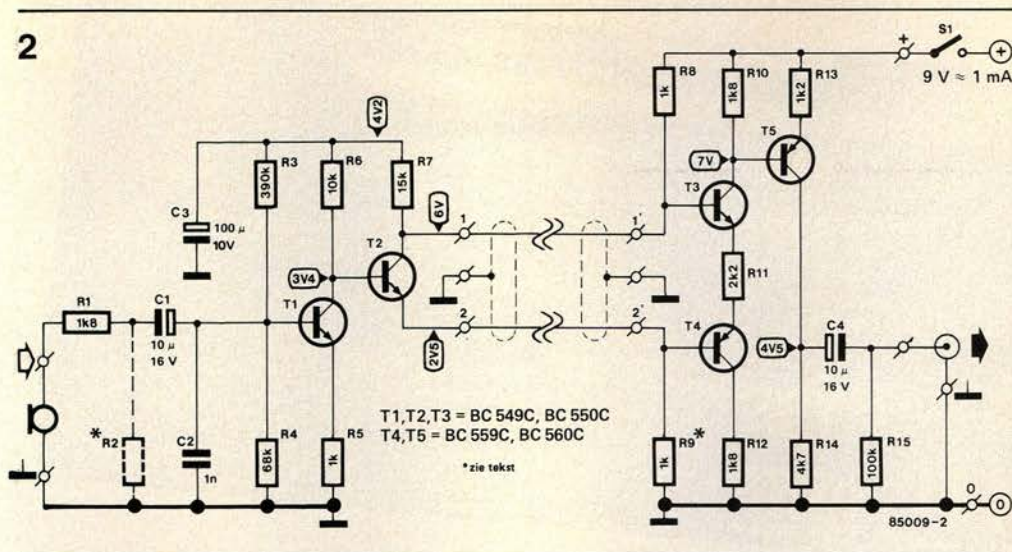 2
S1
+
+
9 V ≈ 1 mA
R8
1k
R10
1k8
R13
1k2
T5
7V
T3
4V2
R3
390k
R6
10k
R7
15k
6V
1
1'
C3
100 µ
10V
T2
3V4
R11
2k2
R1
1k8
C1
10 µ
16 V
T1
2
2'
2V5
T4
4V5
C4
10 µ
16 V
T1,T2,T3 = BC 549C, BC 550C
T4,T5 = BC 559C, BC 560C
*zie tekst
*
R2
C2
1n
R4
68k
R5
1k
R9*
1k
R12
1k8
R14
4k7
R15
100k
0
0
85009-2